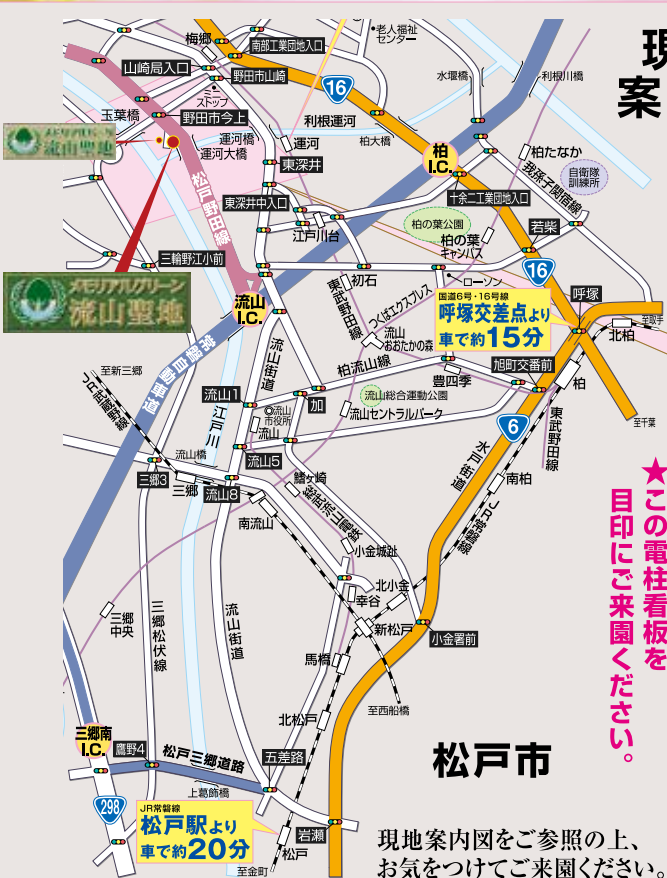 現
案
老人福祉
センター
梅郷
南部工業団地入口
山崎局入口
野田市山崎
ミニ
ストップ
16
水堰橋
利根川橋
玉葉橋
野田市今上
利根運河
運河橋
運河大橋
運河
柏大橋
柏
I.C.
柏たなか
流山聖地
東深井
松戸野田線
我孫子関宿線
自衛隊
訓練所
十余二工業団地入口
東深井中入口
江戸川台
柏の葉公園
柏の葉
キャンパス
若柴
三輪野江小前
16
メモリアルグリーン
流山聖地
初石
ローソン
東武野田線
つくばエクスプレス
流山
I.C.
国道6号・16号線
呼塚交差点より
車で約15分
呼塚
至取手
北柏
流山
おおたかの森
常磐自動車道
流山街道
柏流山線
豊四季
旭町交番前
柏
至新三郷
JR武蔵野線
江戸川
流山1
加
流山総合運動公園
流山
市役所
流山
流山セントラルパーク
6
東武野田線
至千葉
流山橋
流山5
水戸街道
三郷3
三郷
流山8
鰭ヶ崎
南柏
南流山
総武流山電鉄
JR常磐線
小金城趾
★この電柱看板を
目印にご来園ください。
北小金
幸谷
三郷
中央
三郷松伏線
流山街道
新松戸
小金署前
馬橋
至西船橋
北松戸
三郷南
I.C.
鷹野4
松戸三郷道路
五差路
松戸市
上葛飾橋
298
JR常磐線
松戸駅より
車で約20分
岩瀬
松戸
至金町
現地案内図をご参照の上、
お気をつけてご来園ください。